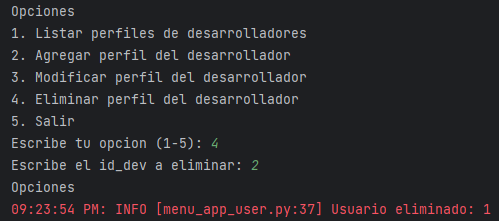 Opciones
1. Listar perfiles de desarrolladores
2. Agregar perfil del desarrollador
3. Modificar perfil del desarrollador
4. Eliminar perfil del desarrollador
5. Salir
Escribe tu opcion (1-5): 4
Escribe el id_dev a eliminar: 2
Opciones
09:23:54 PM: INFO [menu_app_user.py:37] Usuario eliminado: 1